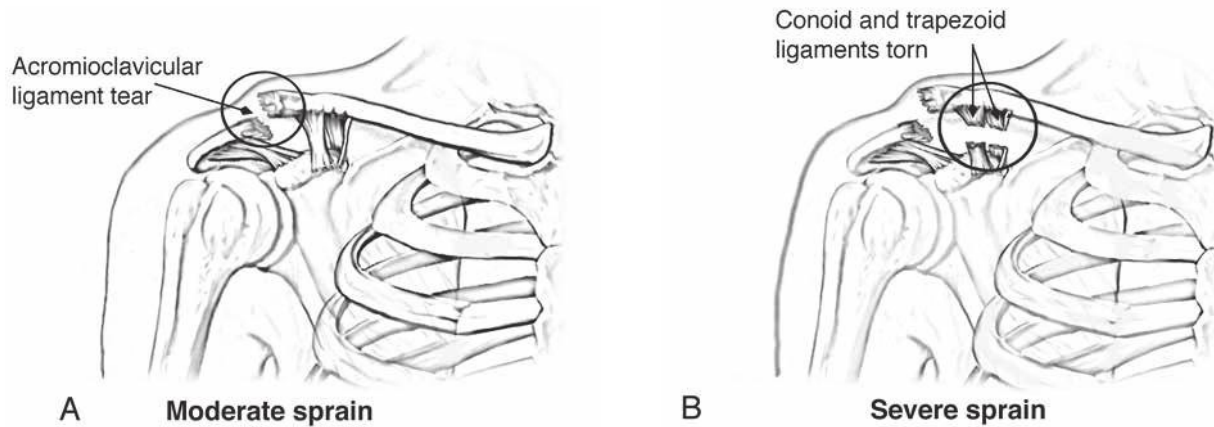 Acromioclavicular
ligament tear
A
Moderate sprain
Conoid and trapezoid
ligaments torn
B
Severe sprain